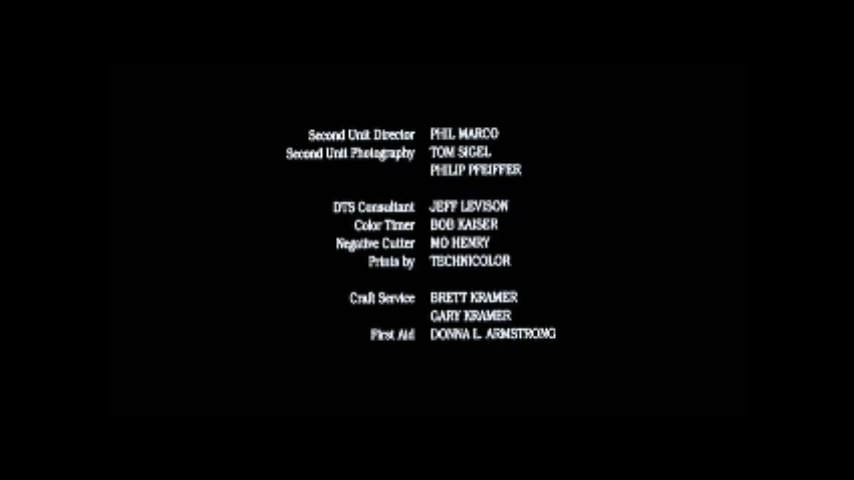 Second Unit Director PHIL MARCO
Second Unit Photography TOM SIGEL
PHILIP PFEIFFER
DTS Consultant JEFF LEVISON
Color Timer BOB KAISER
Negative Cutter MO HENRY
Prints by TECHNICOLOR
Craft Service BRETT KRAMER
GARY KRAMER
First Aid DONNA L. ARMSTRONG